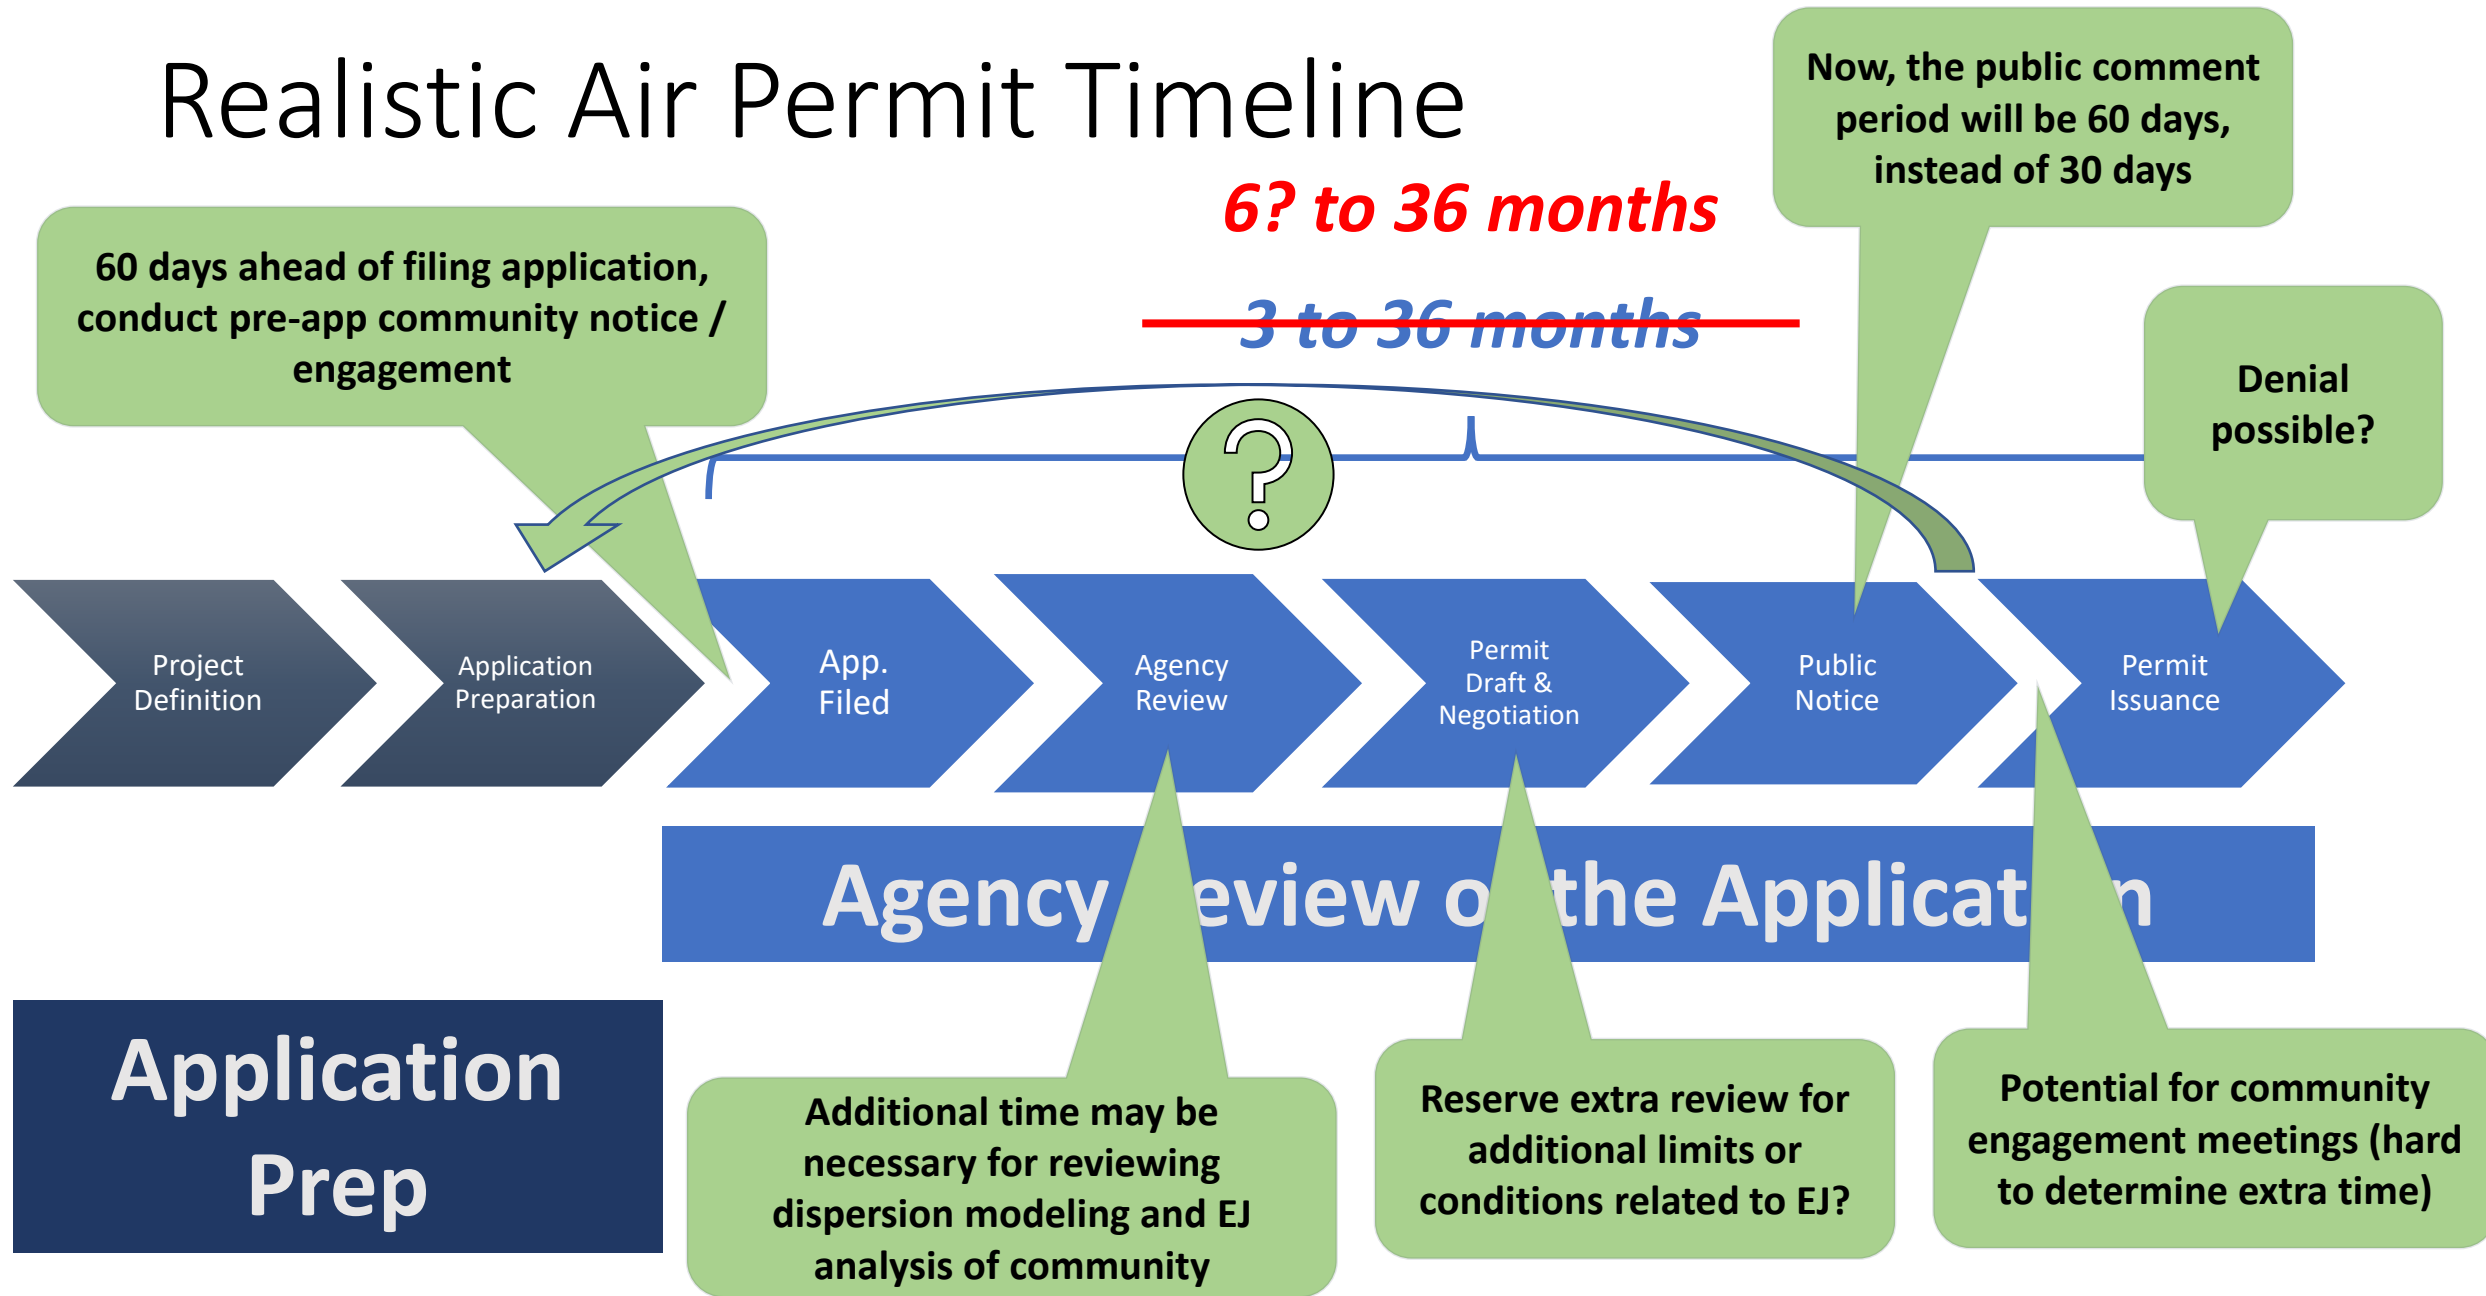 Realistic Air Permit Timeline
Now, the public comment
period will be 60 days,
instead of 30 days
6? to 36 months
3 to 36 months
60 days ahead of filing application,
conduct pre-app community notice /
engagement
Denial
possible?
?
Project
Definition
Application
Preparation
App.
Filed
Agency
Review
Permit
Draft &
Negotiation
Public
Notice
Permit
Issuance
Agency eview o the Applicat n
Application
Prep
Additional time may be
necessary for reviewing
dispersion modeling and EJ
analysis of community
Reserve extra review for
additional limits or
conditions related to EJ?
Potential for community
engagement meetings (hard
to determine extra time)